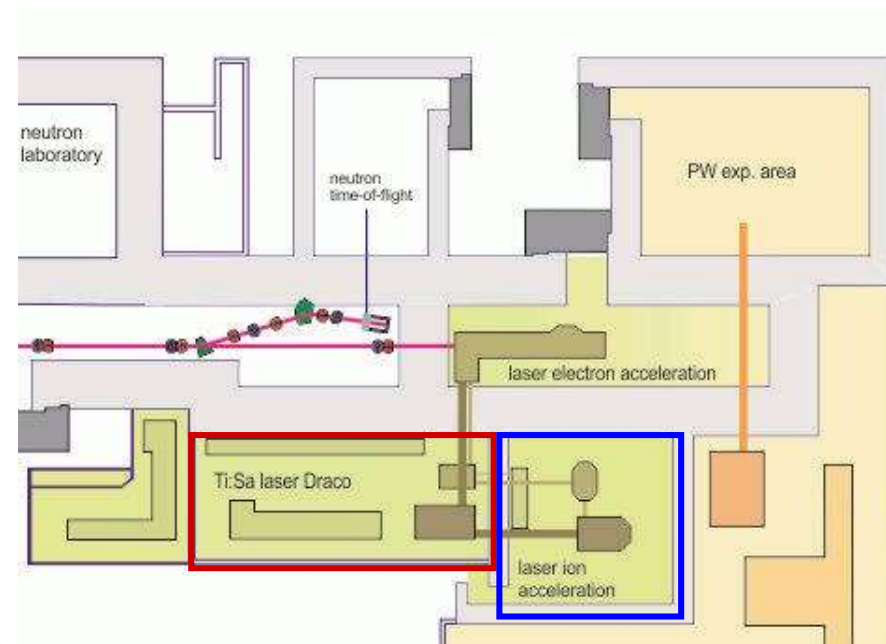 neutron
laboratory
neutron
time-of-flight
PW exp. area
laser electron acceleration
Ti:Sa laser Draco
laser ion
acceleration